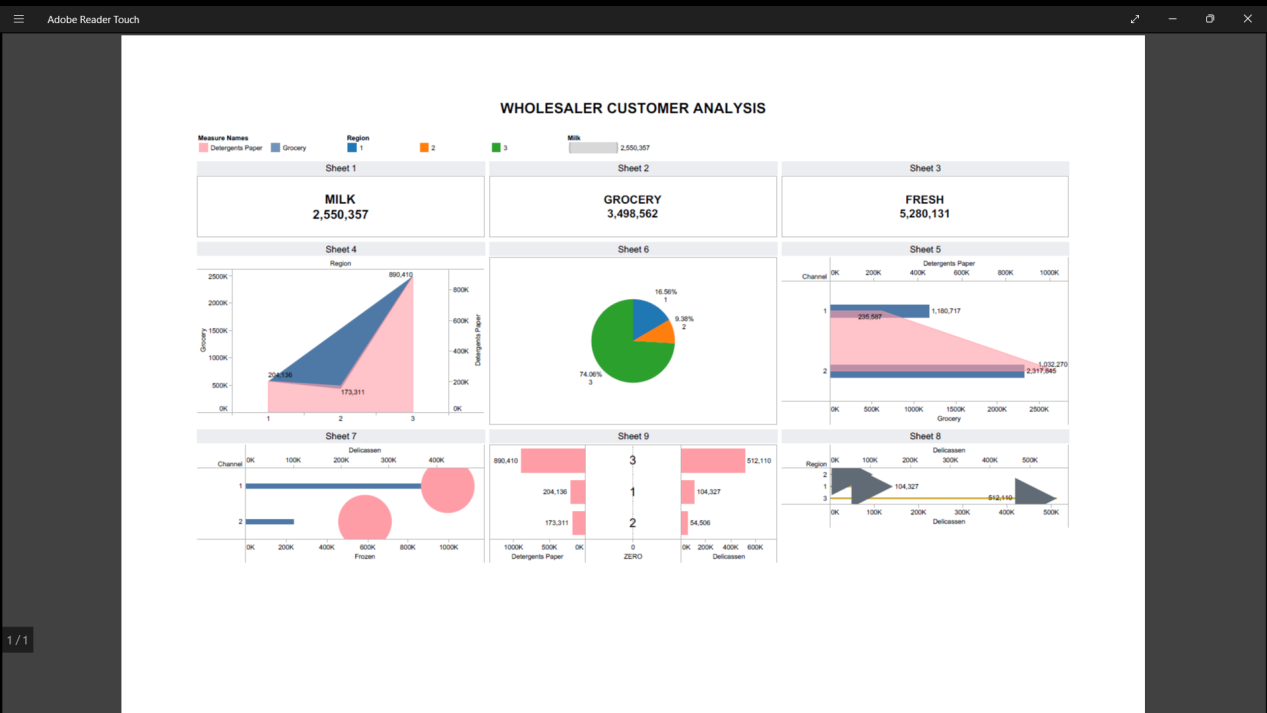 Adobe Reader Touch
WHOLESALER CUSTOMER ANALYSIS
Measure Names
Detergents Paper Grocery
Region
1 2 3
Milk
2,550,357
Sheet 1
MILK
2,550,357
Sheet 2
GROCERY
3,498,562
Sheet 3
FRESH
5,280,131
Sheet 4
Region
2500K
2000K
1500K
1000K
500K
0K
Grocery
890,410
204,136
173,311
800K
600K
400K
200K
0K
Detergents Paper
1 2 3
Sheet 6
16.56%
1
9.38%
2
74.06%
3
Sheet 5
Detergents Paper
Channel 0K 200K 400K 600K 800K 1000K
1 1,180,717
235,587
1,032,270
2 2,317,845
0K 500K 1000K 1500K 2000K 2500K
Grocery
Sheet 7
Delicassen
Channel 0K 100K 200K 300K 400K
1
2
0K 200K 400K 600K 800K 1000K
Frozen
Sheet 9
890,410 3 512,110
204,136 1 104,327
173,311 2 54,506
1000K 500K 0K 0 0K 200K 400K 600K
Detergents Paper ZERO Delicassen
Sheet 8
Delicassen
Region 0K 100K 200K 300K 400K 500K
2
1 104,327
3 512,110
0K 100K 200K 300K 400K 500K
Delicassen
1 / 1